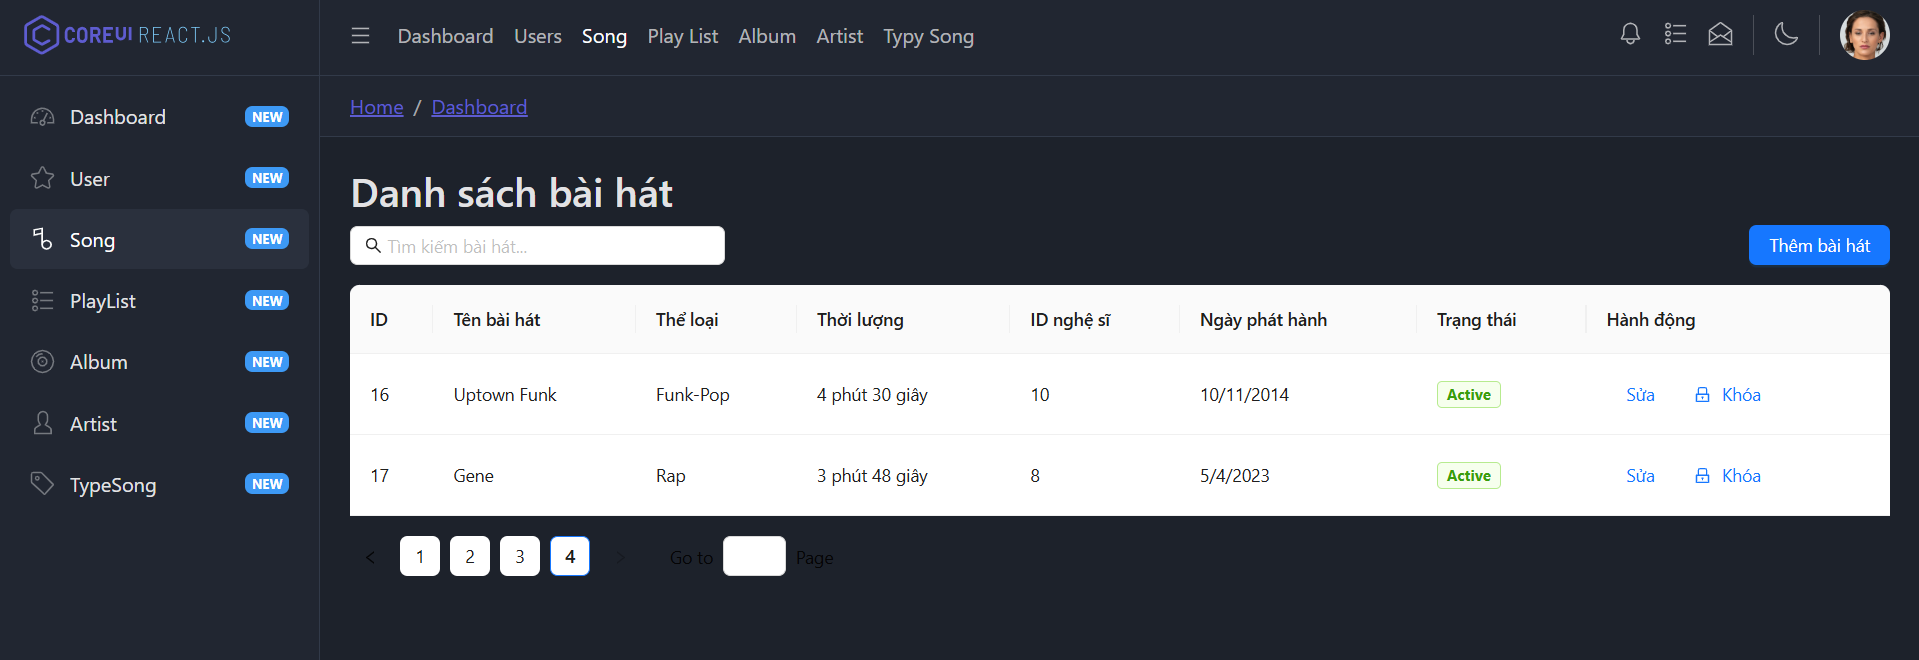 COREUI REACT.JS
Dashboard Users Song Play List Album Artist Typy Song
Home / Dashboard
Dashboard NEW
User NEW
Song NEW
PlayList NEW
Album NEW
Artist NEW
TypeSong NEW
Danh sách bài hát
Tìm kiếm bài hát...
Thêm bài hát
ID Tên bài hát Thể loại Thời lượng ID nghệ sĩ Ngày phát hành Trạng thái Hành động
16 Uptown Funk Funk-Pop 4 phút 30 giây 10 10/11/2014 Active Sửa Khóa
17 Gene Rap 3 phút 48 giây 8 5/4/2023 Active Sửa Khóa
< 1 2 3 4 > Go to Page